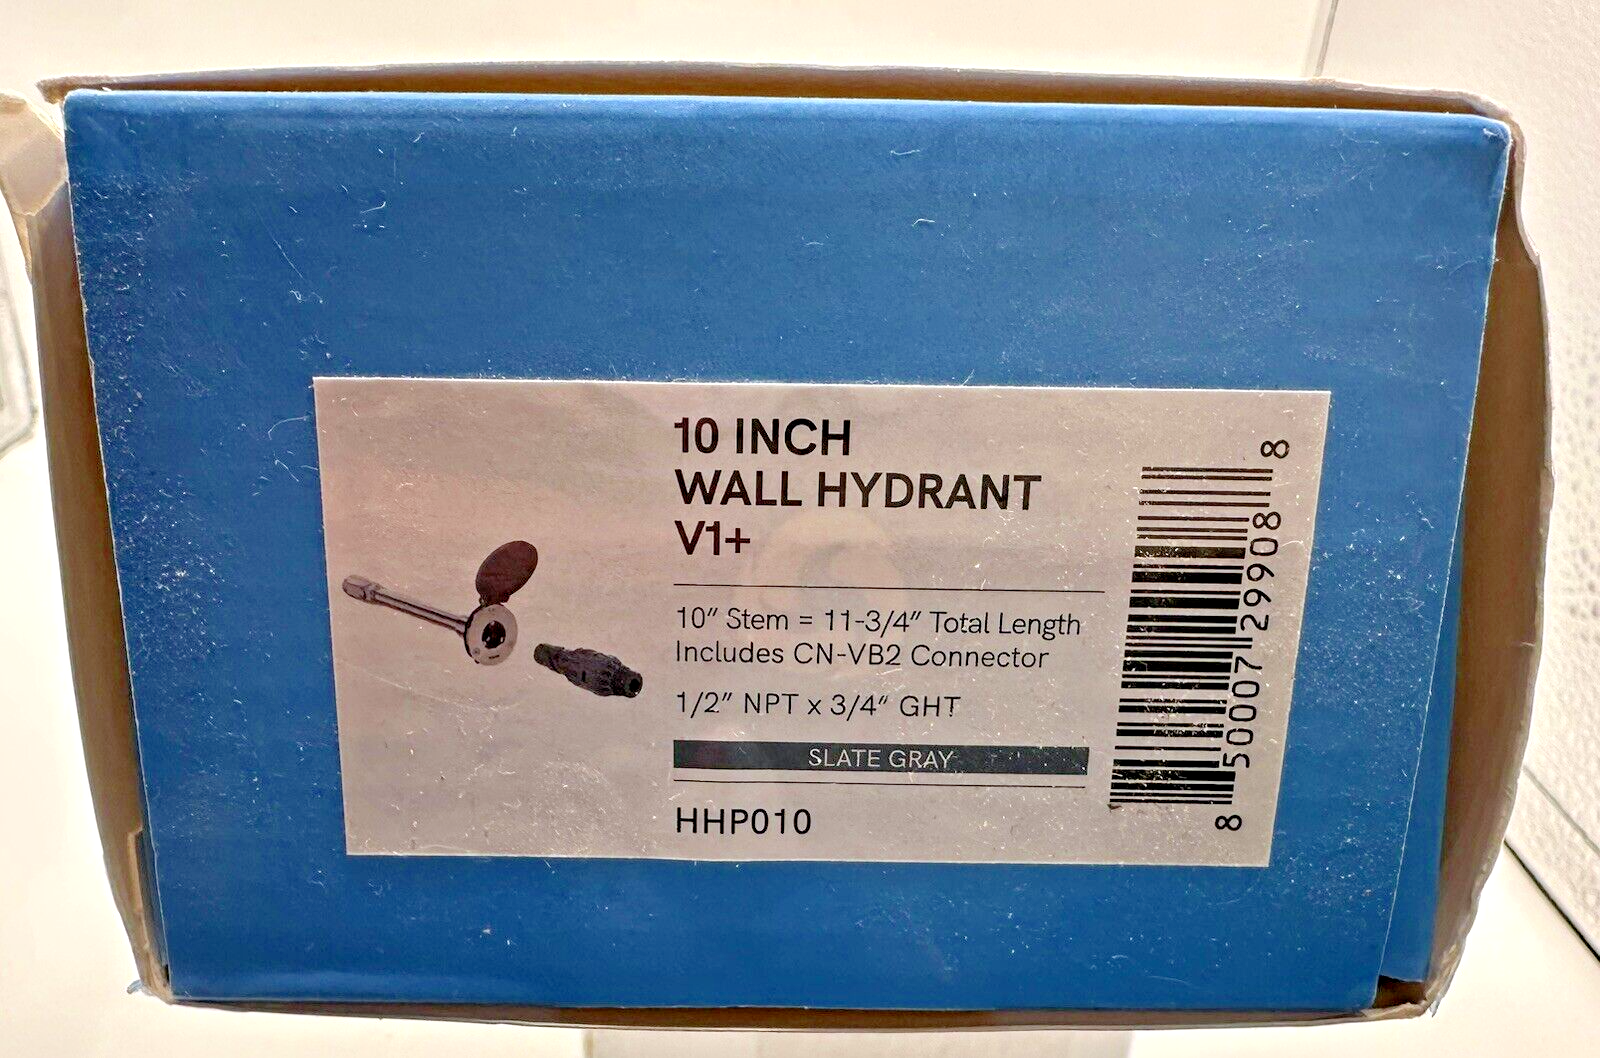 10 INCH
WALL HYDRANT
V1+
10″ Stem = 11-3/4″ Total Length
Includes CN-VB2 Connector
1/2″ NPT x 3/4″ GHT
SLATE GRAY
HHP010
8 50007 29908 8